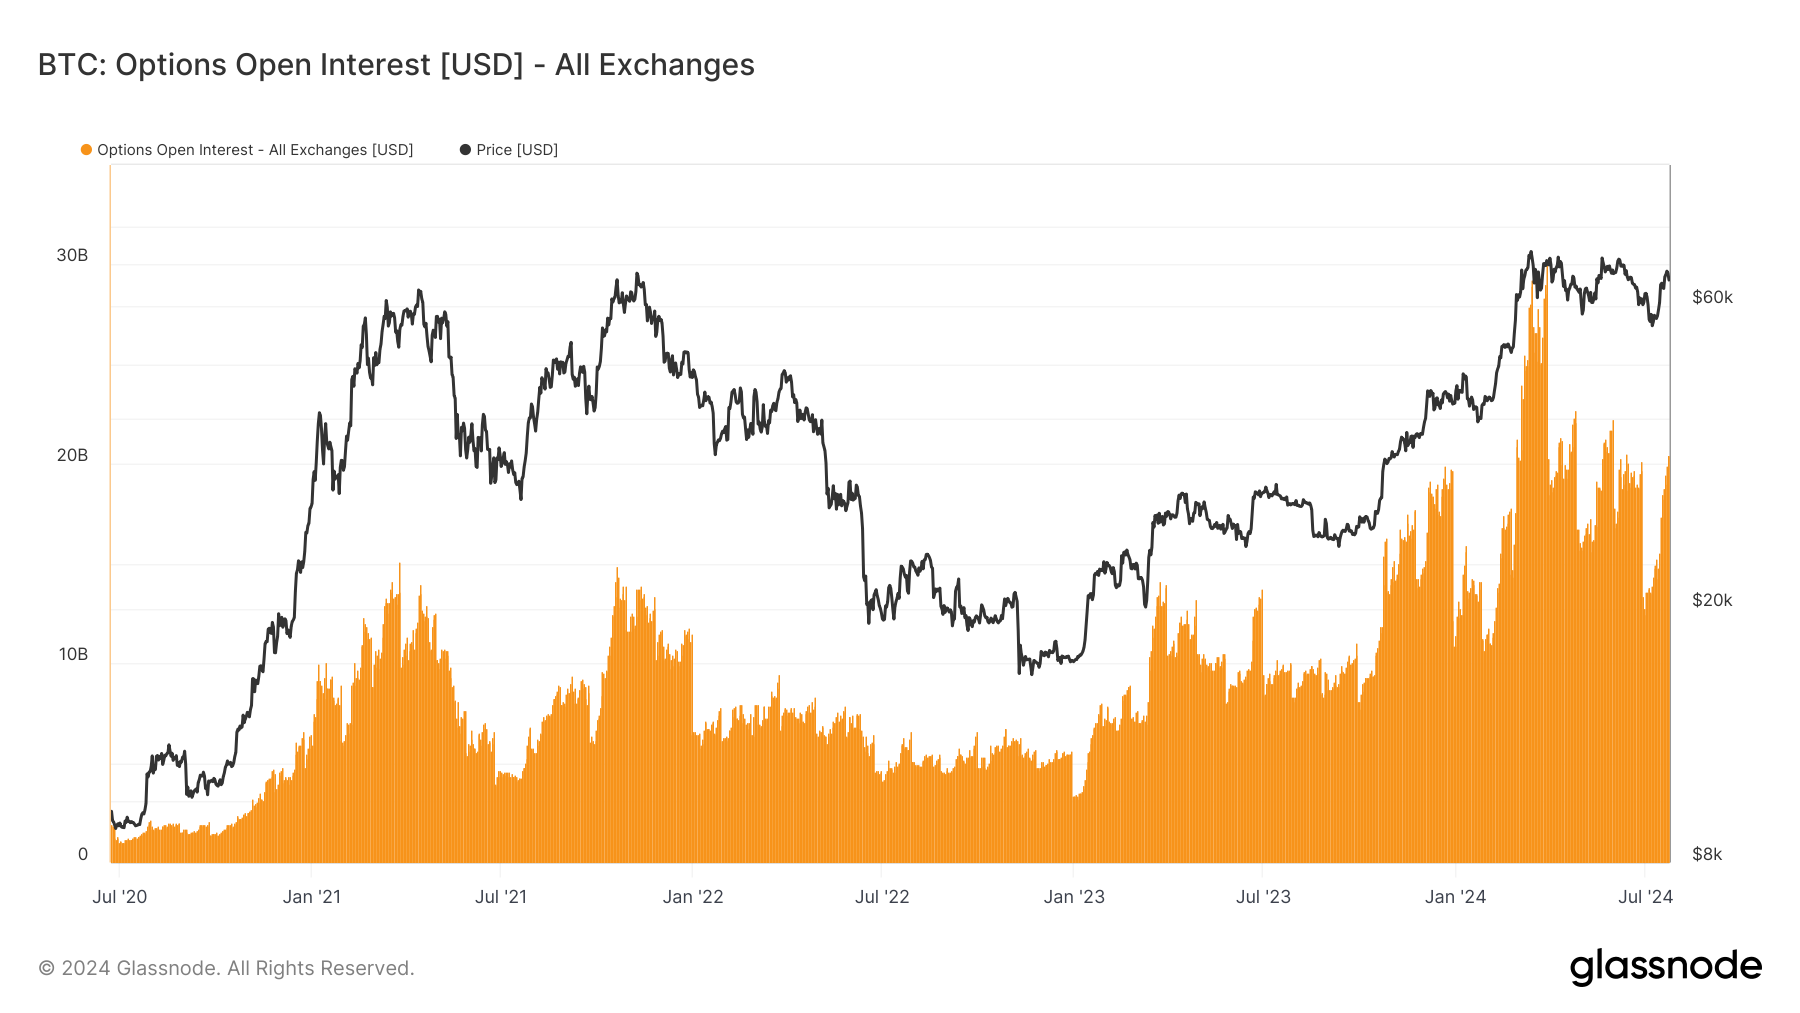 BTC: Options Open Interest [USD] - All Exchanges
Options Open Interest - All Exchanges [USD] Price [USD]
30B
20B
10B
0
$60k
$20k
$8k
Jul '20 Jan '21 Jul '21 Jan '22 Jul '22 Jan '23 Jul '23 Jan '24 Jul '24
© 2024 Glassnode. All Rights Reserved.
glassnode